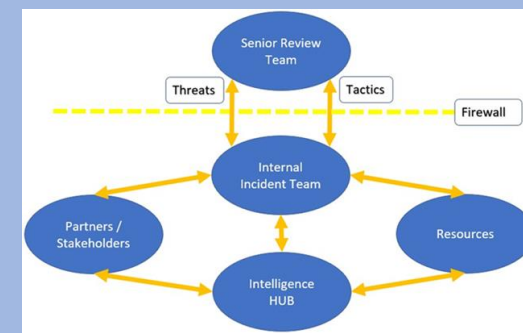 Senior Review
Team
Threats
Tactics
Firewall
Internal
Incident Team
Partners /
Stakeholders
Resources
Intelligence
HUB